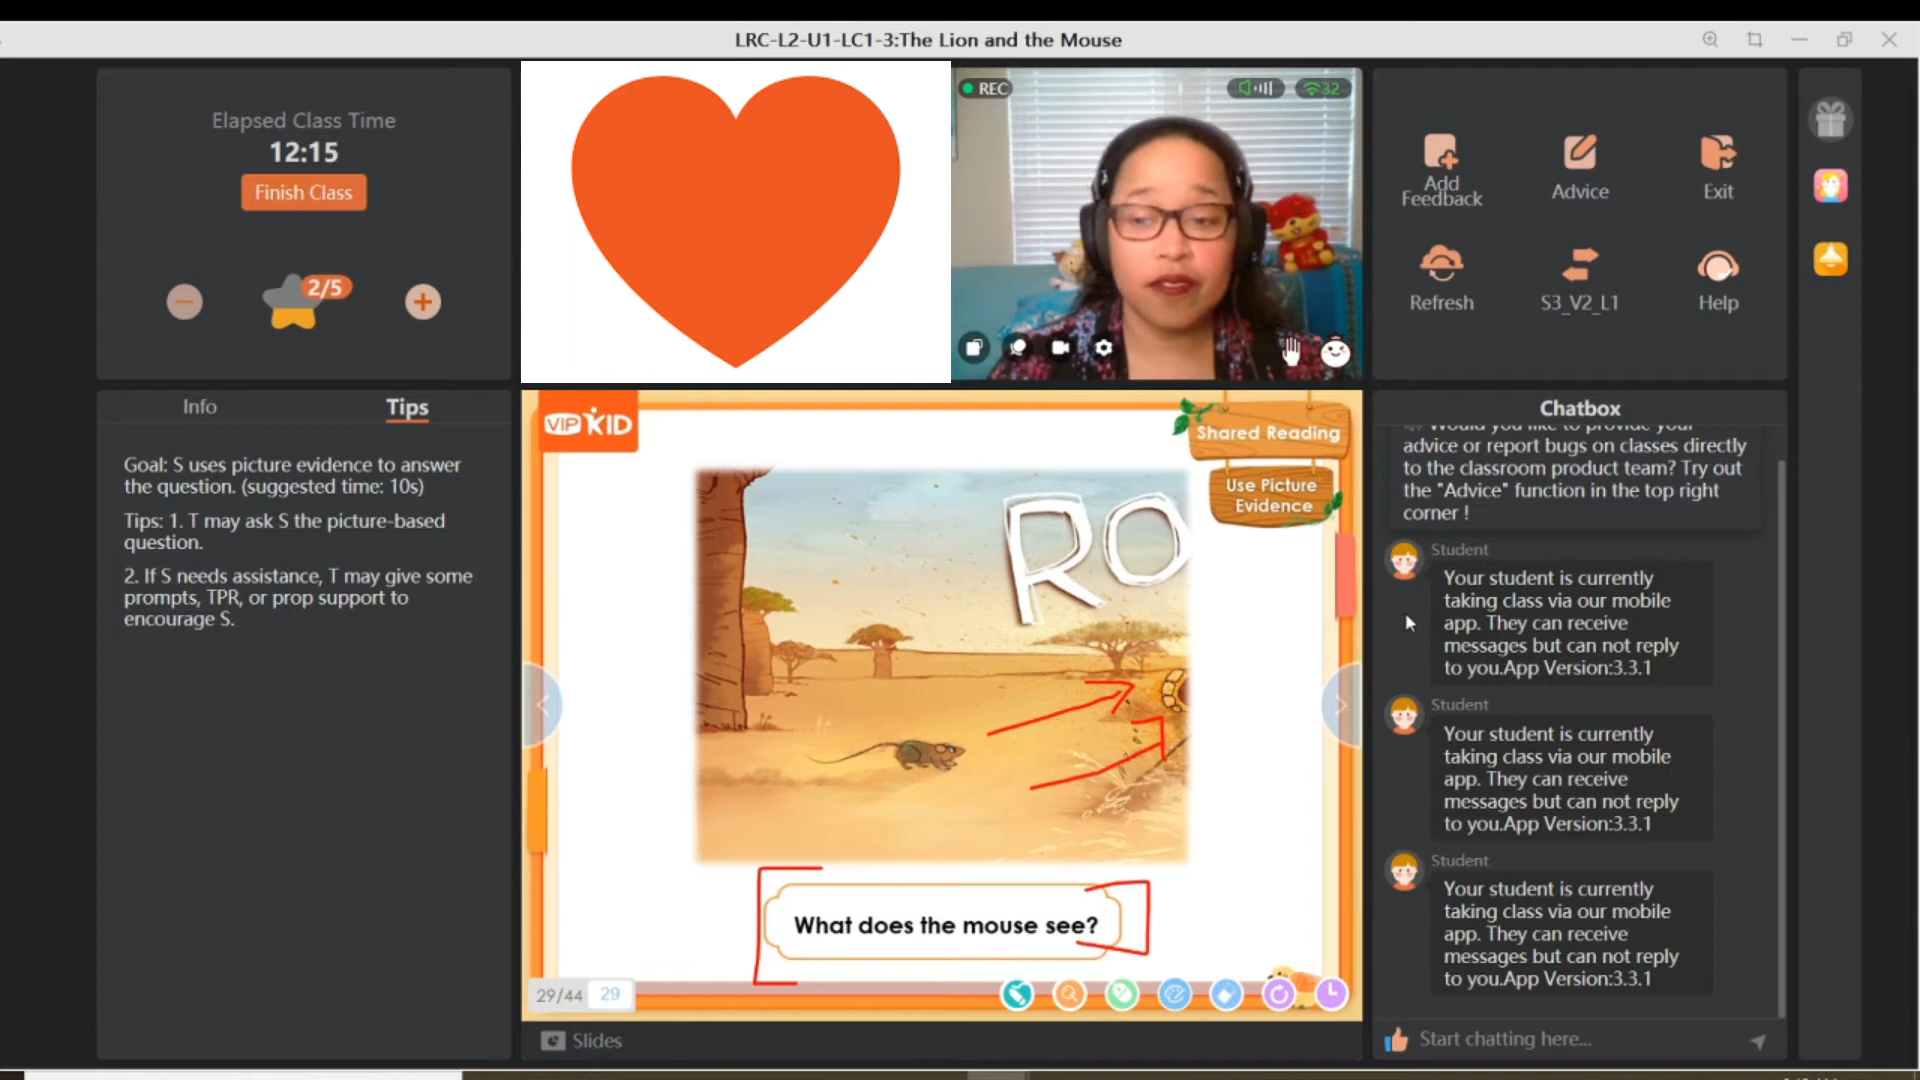 LRC-L2-U1-LC1-3:The Lion and the Mouse
Elapsed Class Time
12:15
Finish Class
2/5
REC
32
Add
Feedback
Advice
Exit
Refresh
S3_V2_L1
Help
Info
Tips
Goal: S uses picture evidence to answer
the question. (suggested time: 10s)
Tips: 1. T may ask S the picture-based
question.
2. If S needs assistance, T may give some
prompts, TPR, or prop support to
encourage S.
VIPKID
Shared Reading
Use Picture
Evidence
RO
What does the mouse see?
29/44
29
Slides
Chatbox
Would you like to provide your
advice or report bugs on classes directly
to the classroom product team? Try out
the "Advice" function in the top right
corner !
Student
Your student is currently
taking class via our mobile
app. They can receive
messages but can not reply
to you.App Version:3.3.1
Student
Your student is currently
taking class via our mobile
app. They can receive
messages but can not reply
to you.App Version:3.3.1
Student
Your student is currently
taking class via our mobile
app. They can receive
messages but can not reply
to you.App Version:3.3.1
Start chatting here...